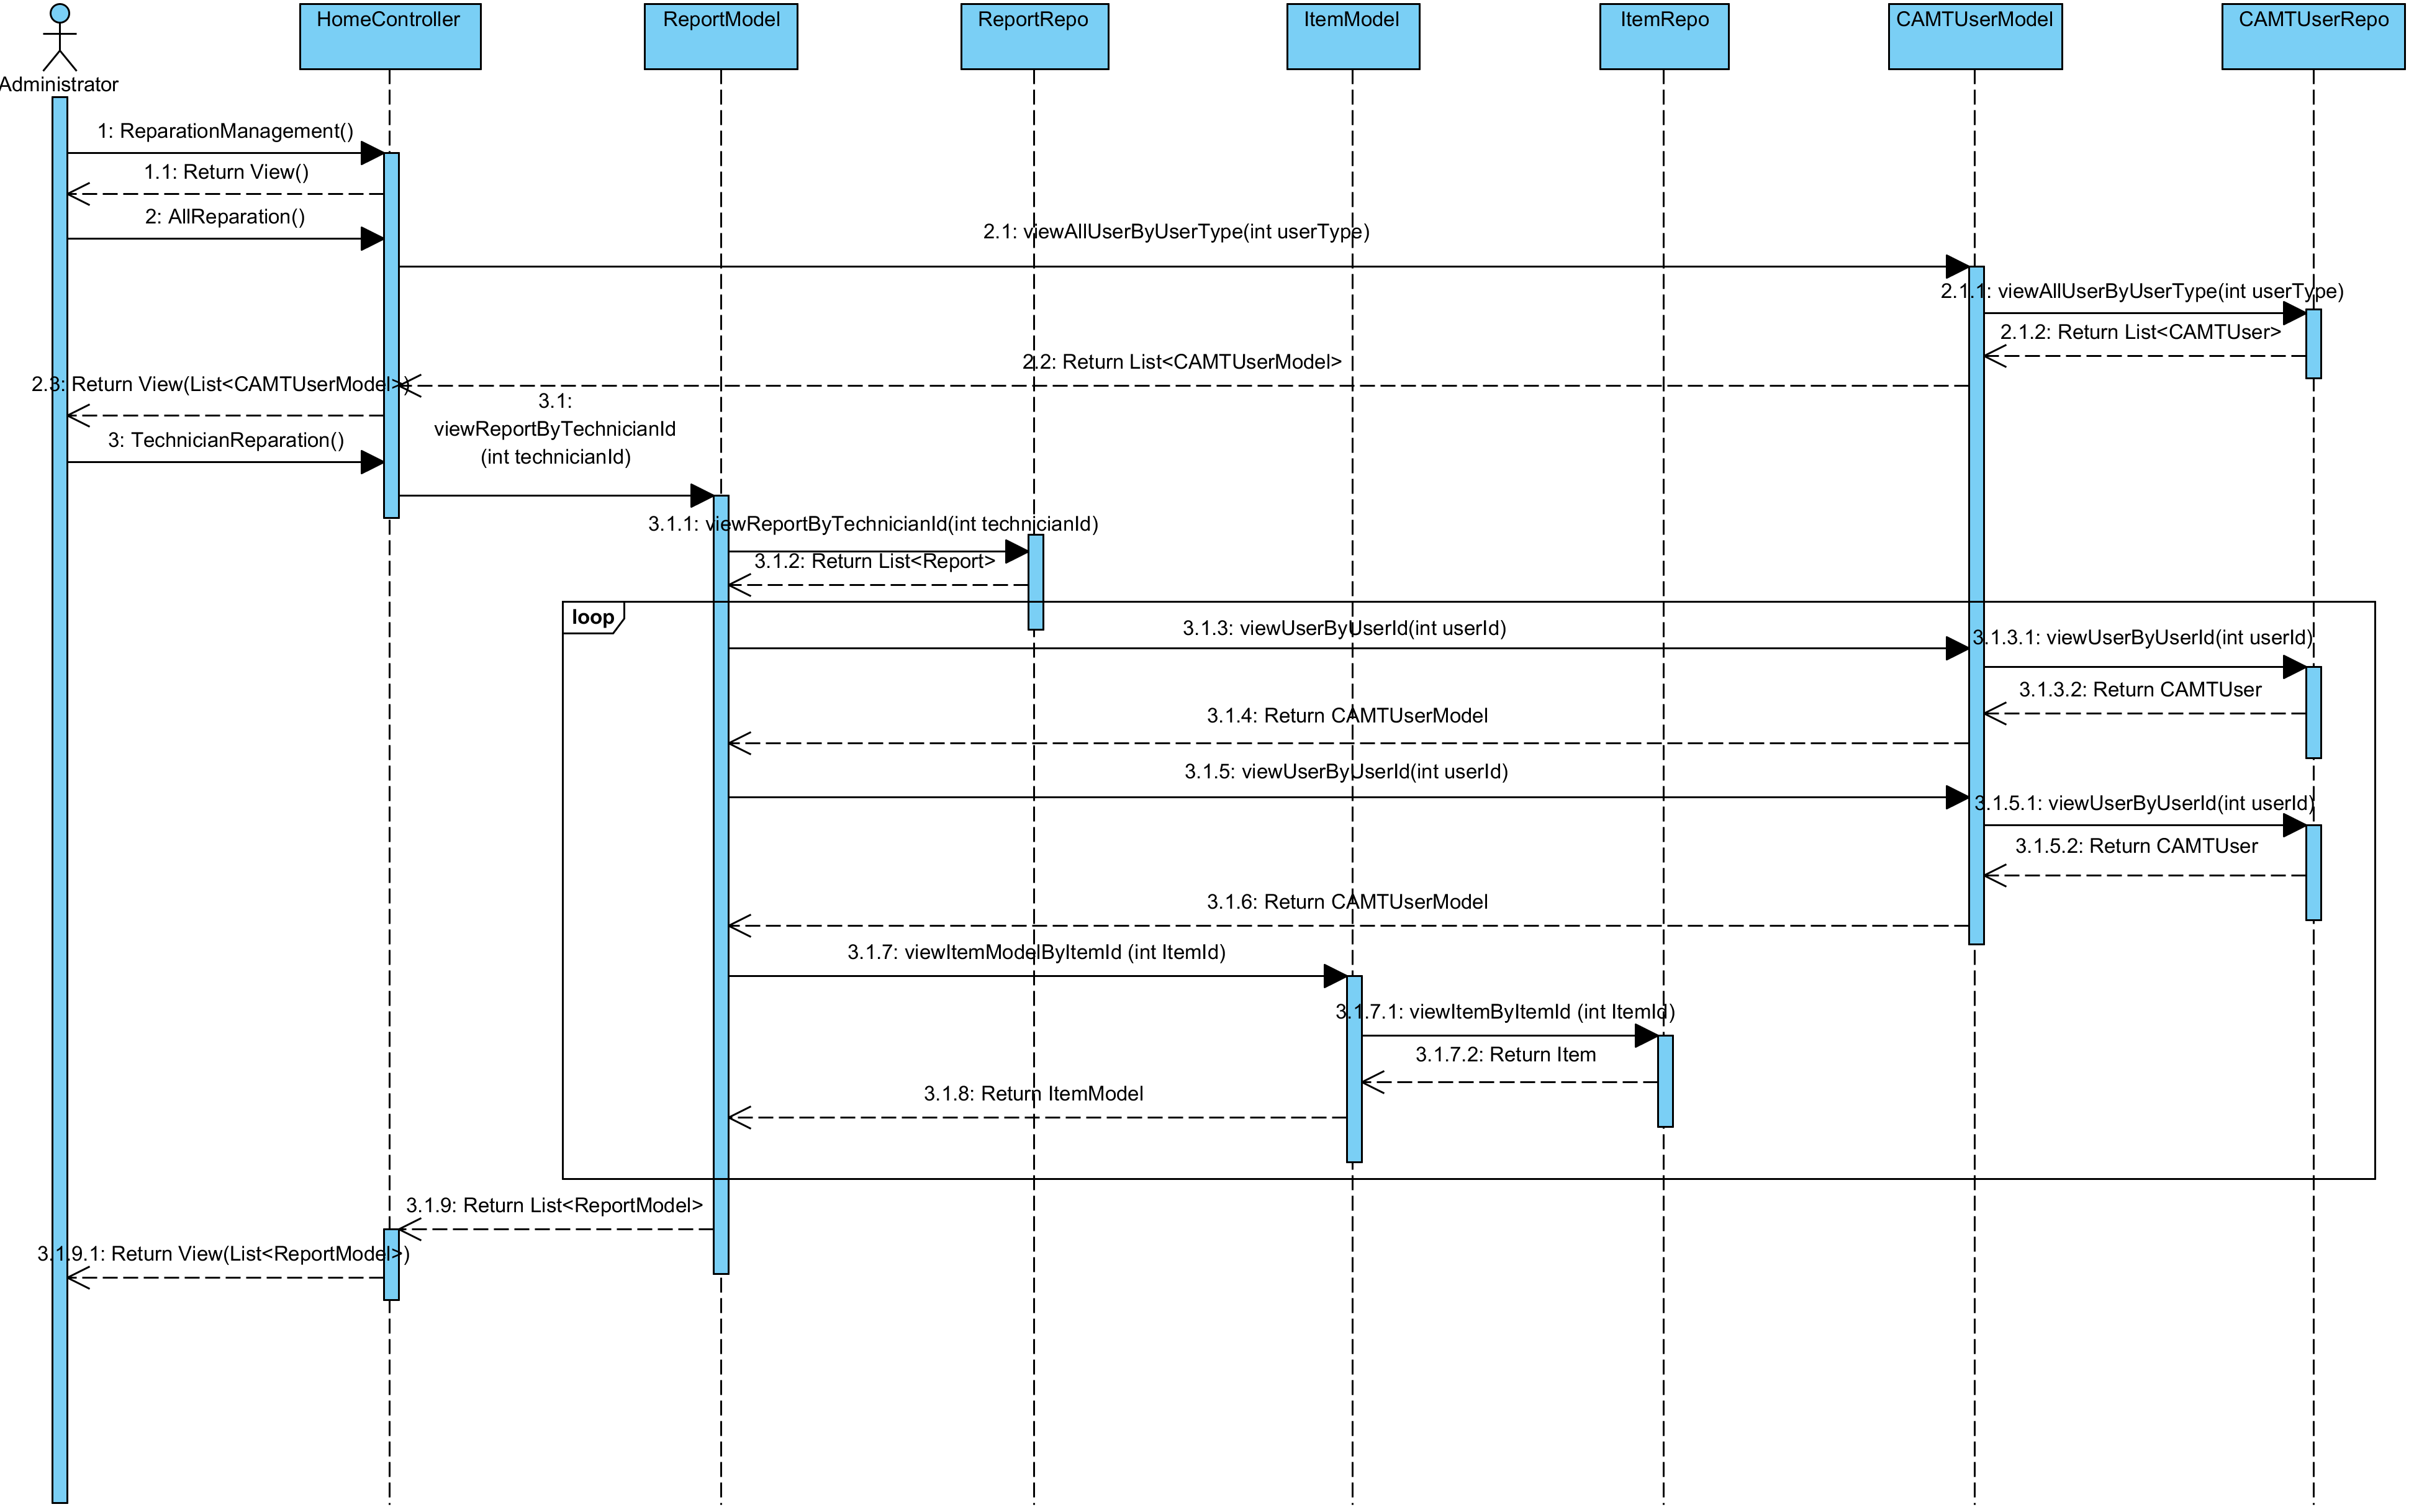 HomeController
ReportModel
ReportRepo
ItemModel
ItemRepo
CAMTUserModel
CAMTUserRepo
Administrator
1: ReparationManagement()
1.1: Return View()
2: AllReparation()
2.1: viewAllUserByUserType(int userType)
2.1.1: viewAllUserByUserType(int userType)
2.1.2: Return List<CAMTUser>
2.2: Return List<CAMTUserModel>
2.3: Return View(List<CAMTUserModel>)
3: TechnicianReparation()
3.1:
viewReportByTechnicianId
(int technicianId)
3.1.1: viewReportByTechnicianId(int technicianId)
3.1.2: Return List<Report>
loop
3.1.3: viewUserByUserId(int userId)
3.1.3.1: viewUserByUserId(int userId)
3.1.3.2: Return CAMTUser
3.1.4: Return CAMTUserModel
3.1.5: viewUserByUserId(int userId)
3.1.5.1: viewUserByUserId(int userId)
3.1.5.2: Return CAMTUser
3.1.6: Return CAMTUserModel
3.1.7: viewItemModelByItemId (int ItemId)
3.1.7.1: viewItemByItemId (int ItemId)
3.1.7.2: Return Item
3.1.8: Return ItemModel
3.1.9: Return List<ReportModel>
3.1.9.1: Return View(List<ReportModel>)